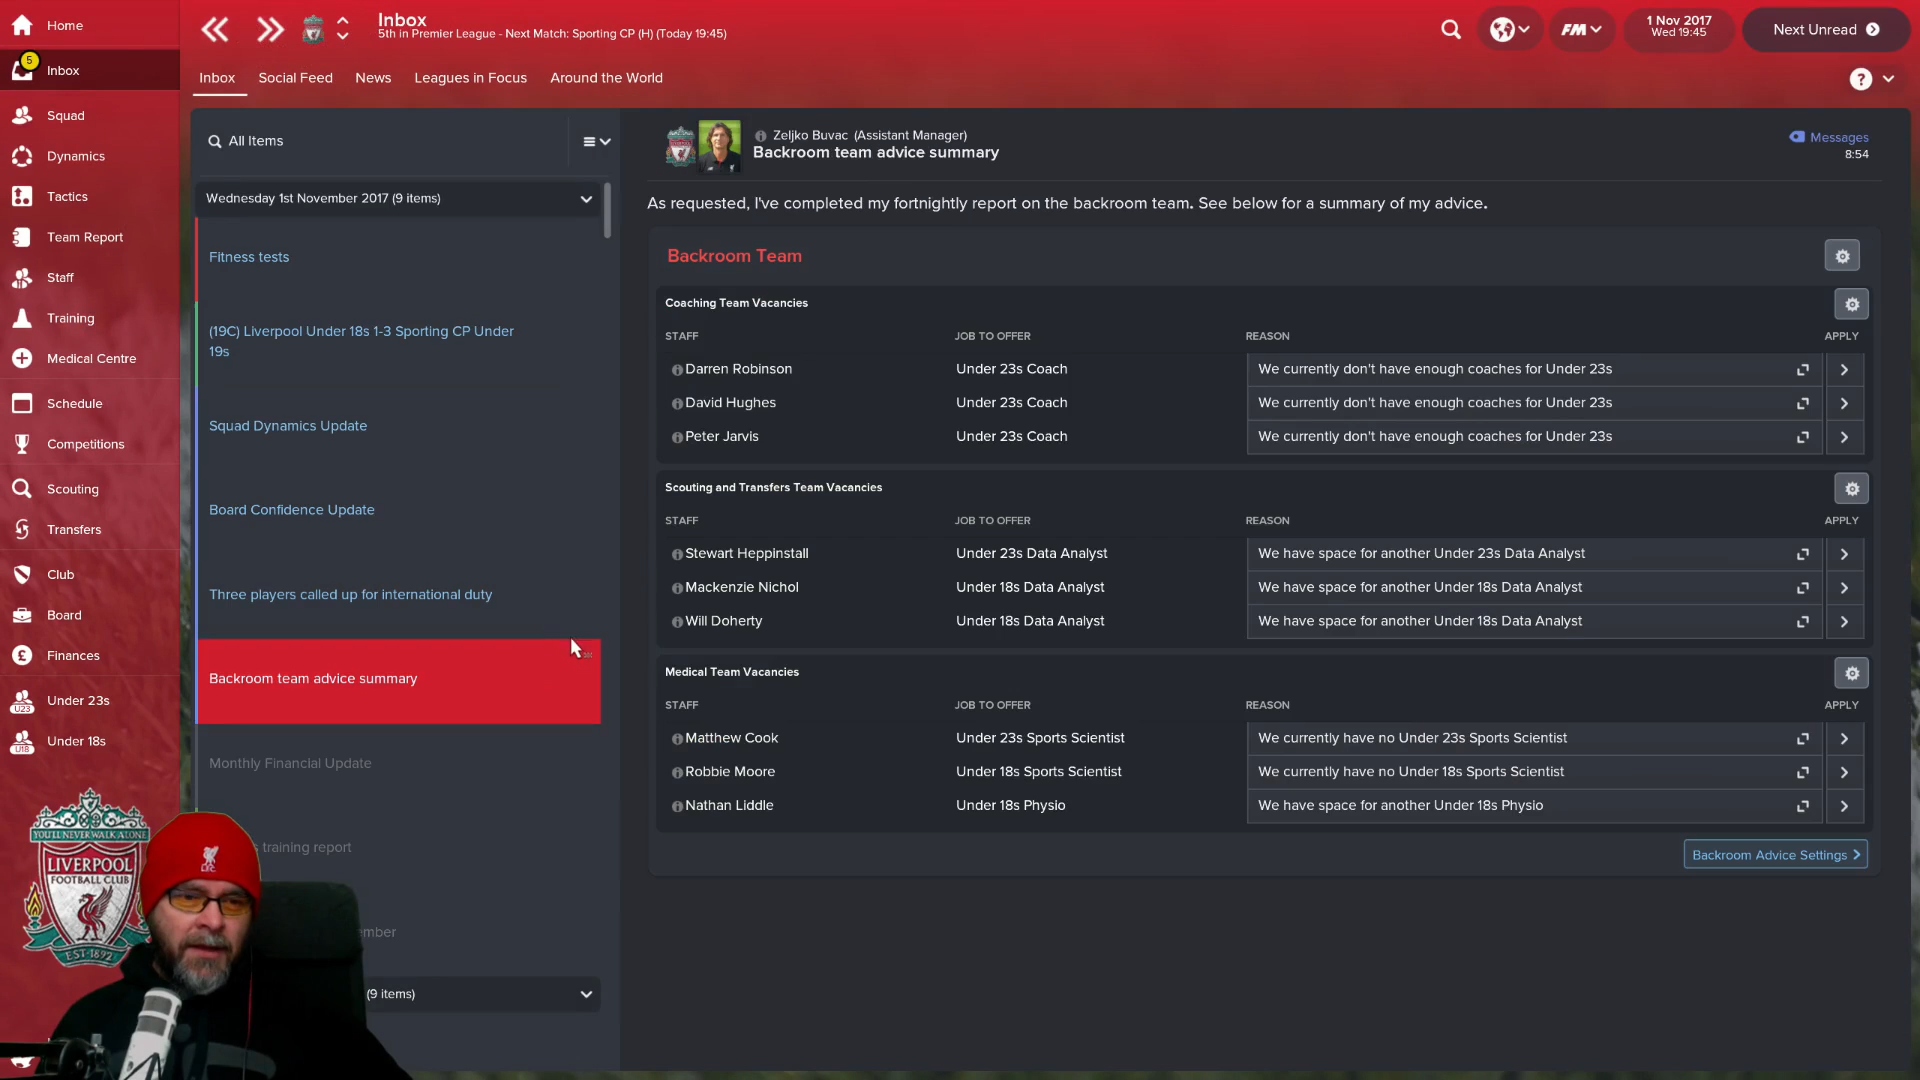 Home
Inbox
5
Squad
Dynamics
Tactics
Team Report
Staff
Training
Medical Centre
Schedule
Competitions
Scouting
Transfers
Club
Board
Finances
Under 23s
U23
Under 18s
U18
YOU'LL NEVER WALK ALONE
LIVERPOOL
FOOTBALL CLUB
EST·1892
Inbox
5th in Premier League - Next Match: Sporting CP (H) (Today 19:45)
FM
1 Nov 2017
Wed 19:45
Next Unread
Inbox Social Feed News Leagues in Focus Around the World
?
All Items
Wednesday 1st November 2017 (9 items)
Fitness tests
(19C) Liverpool Under 18s 1-3 Sporting CP Under
19s
Squad Dynamics Update
Board Confidence Update
Three players called up for international duty
Backroom team advice summary
Monthly Financial Update
training report
(9 items)
LFC
Zeljko Buvac (Assistant Manager)
Backroom team advice summary
Messages
8:54
As requested, I've completed my fortnightly report on the backroom team. See below for a summary of my advice.
Backroom Team
Coaching Team Vacancies
STAFF JOB TO OFFER REASON APPLY
Darren Robinson Under 23s Coach We currently don't have enough coaches for Under 23s
David Hughes Under 23s Coach We currently don't have enough coaches for Under 23s
Peter Jarvis Under 23s Coach We currently don't have enough coaches for Under 23s
Scouting and Transfers Team Vacancies
STAFF JOB TO OFFER REASON APPLY
Stewart Heppinstall Under 23s Data Analyst We have space for another Under 23s Data Analyst
Mackenzie Nichol Under 18s Data Analyst We have space for another Under 18s Data Analyst
Will Doherty Under 18s Data Analyst We have space for another Under 18s Data Analyst
Medical Team Vacancies
STAFF JOB TO OFFER REASON APPLY
Matthew Cook Under 23s Sports Scientist We currently have no Under 23s Sports Scientist
Robbie Moore Under 18s Sports Scientist We currently have no Under 18s Sports Scientist
Nathan Liddle Under 18s Physio We have space for another Under 18s Physio
Backroom Advice Settings